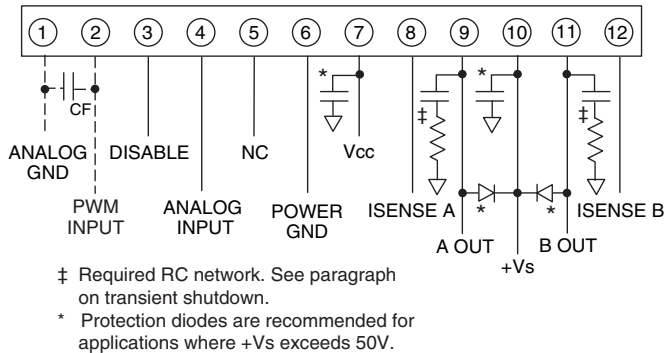 1 2 3 4 5 6 7 8 9 10 11 12
* *
CF ‡ ‡
ANALOG GND DISABLE NC Vcc
PWM INPUT ANALOG INPUT POWER GND ISENSE A * * ISENSE B
A OUT B OUT
+Vs
‡ Required RC network. See paragraph
on transient shutdown.
* Protection diodes are recommended for
applications where +Vs exceeds 50V.